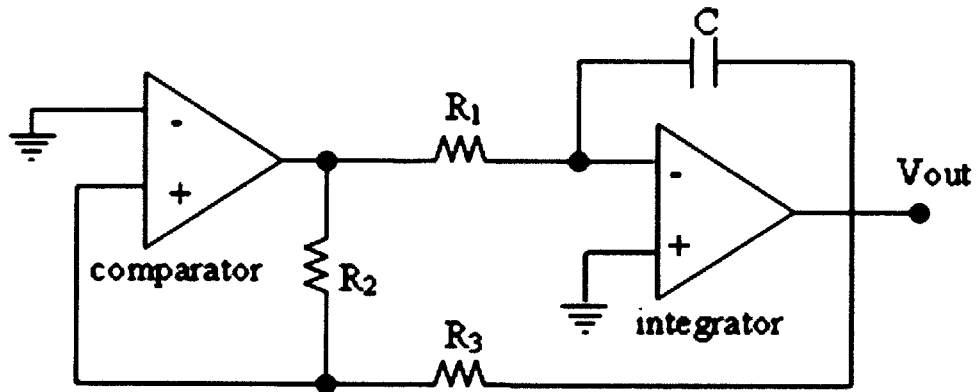 C
R1
Vout
-
+
comparator
R2
-
+
integrator
R3